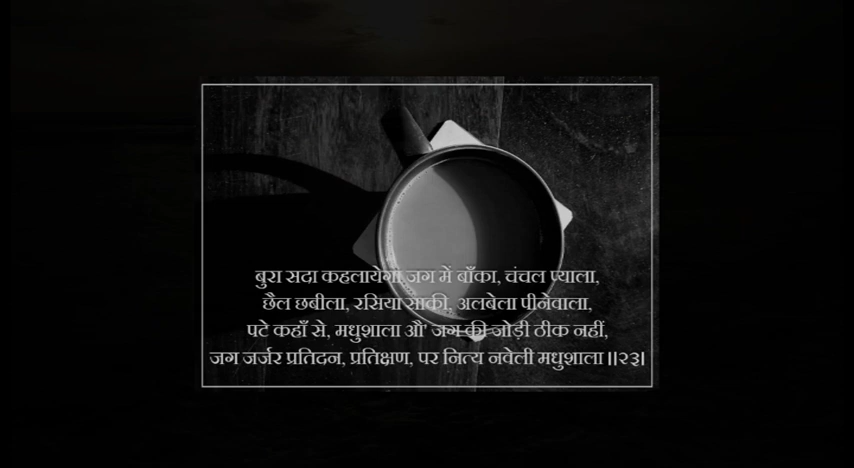 बुरा सदा कहलायेगा जग में बाँका, चंचल प्याला,
छैल छबीला, रसिया साकी, अलबेला पीनेवाला,
पटे कहाँ से, मधुशाला औ' जग की जोड़ी ठीक नहीं,
जग जर्जर प्रतिदन, प्रतिक्षण, पर नित्य नवेली मधुशाला।।२३।